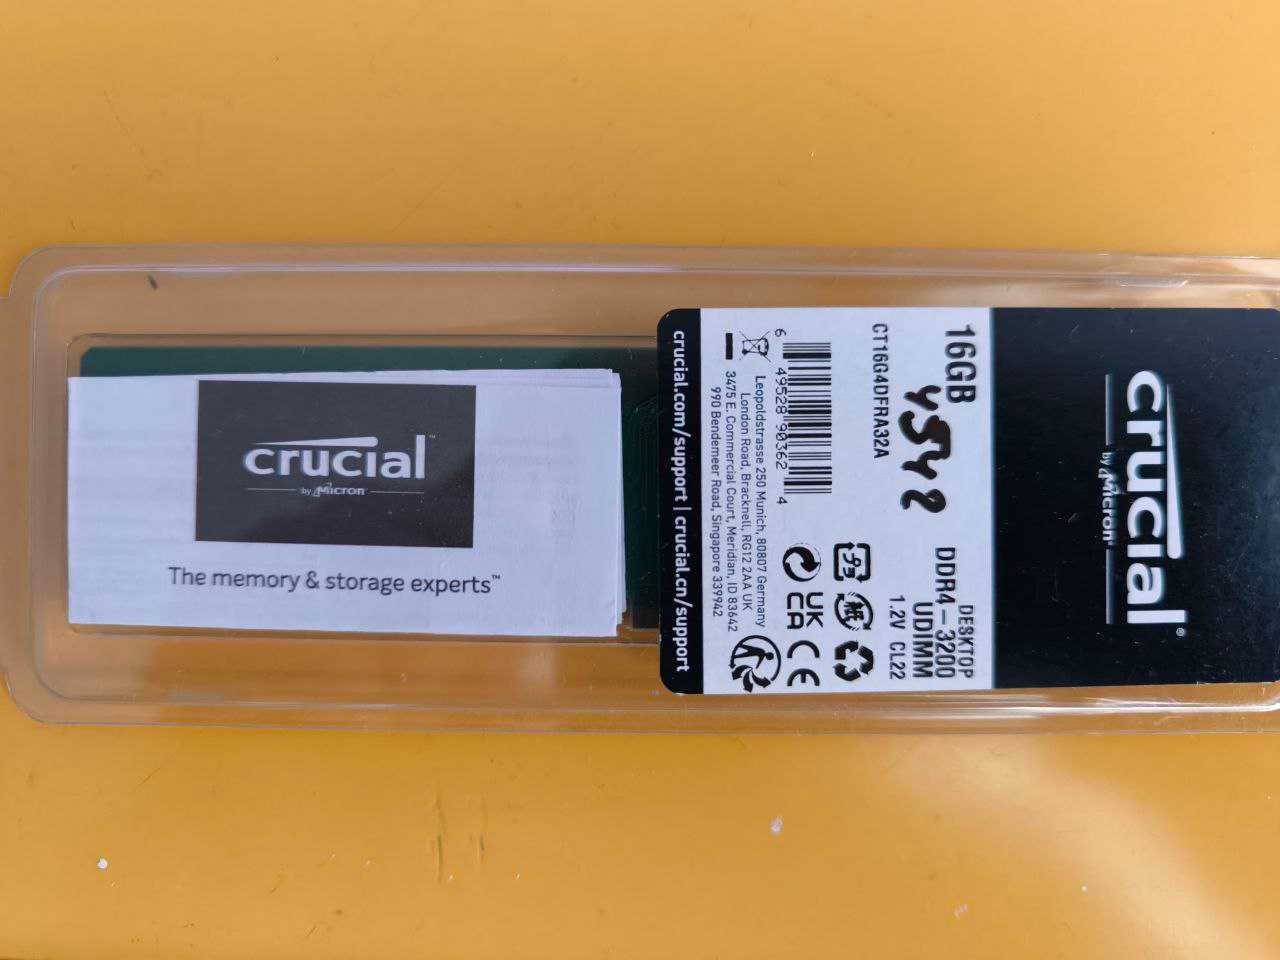 crucial
by Micron
The memory & storage experts™
crucial®
by Micron®
16GB
DESKTOP
DDR4-3200
UDIMM
1.2V CL22
CT16G4DFRA32A
6 49528 90362 4
Leopoldstrasse 250 Munich, 80807 Germany
London Road, Bracknell, RG12 2AA UK
3475 E. Commercial Court, Meridian, ID 83642
990 Bendemeer Road, Singapore 339942
UK
CA
CE
crucial.com/support | crucial.cn/support